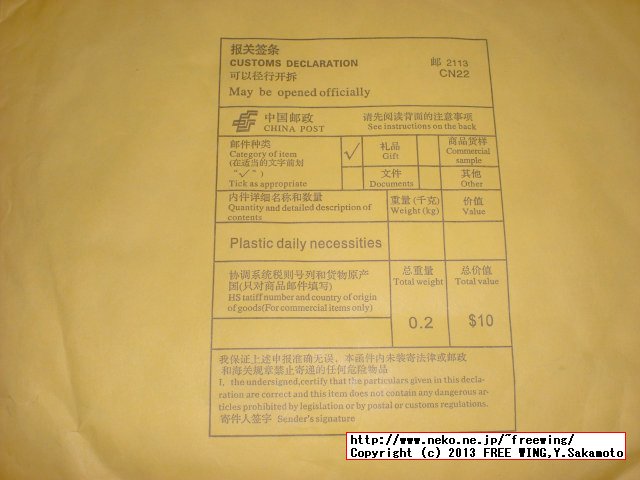 报关签条
CUSTOMS DECLARATION
邮 2113
CN22
可以径行开拆
May be opened officially
中国邮政
CHINA POST
请先阅读背面的注意事项
See instructions on the back
邮件种类
Category of item
(在适当的文字前划
“✓”)
Tick as appropriate
✓
礼品
Gift
商品货样
Commercial
sample
文件
Documents
其他
Other
内件详细名称和数量
Quantity and detailed description of
contents
重量(千克)
Weight (kg)
价值
Value
Plastic daily necessities
协调系统税则号列和货物原产
国(只对商品邮件填写)
HS tatiff number and country of origin
of goods(For commercial items only)
总重量
Total weight
总价值
Total value
0.2
$10
我保证上述申报准确无误、本函件内未装寄法律或邮政
和海关规章禁止寄递的任何危险物品
I, the undersigned,certify that the particulars given in this decla-
ration are correct and this item does not contain any dangerous ar-
ticles prohibited by legislation or by postal or customs regulations.
寄件人签字 Sender's signature
http://www.neko.ne.jp/~freewing/
Copyright (c) 2013 FREE WING,Y.Sakamoto